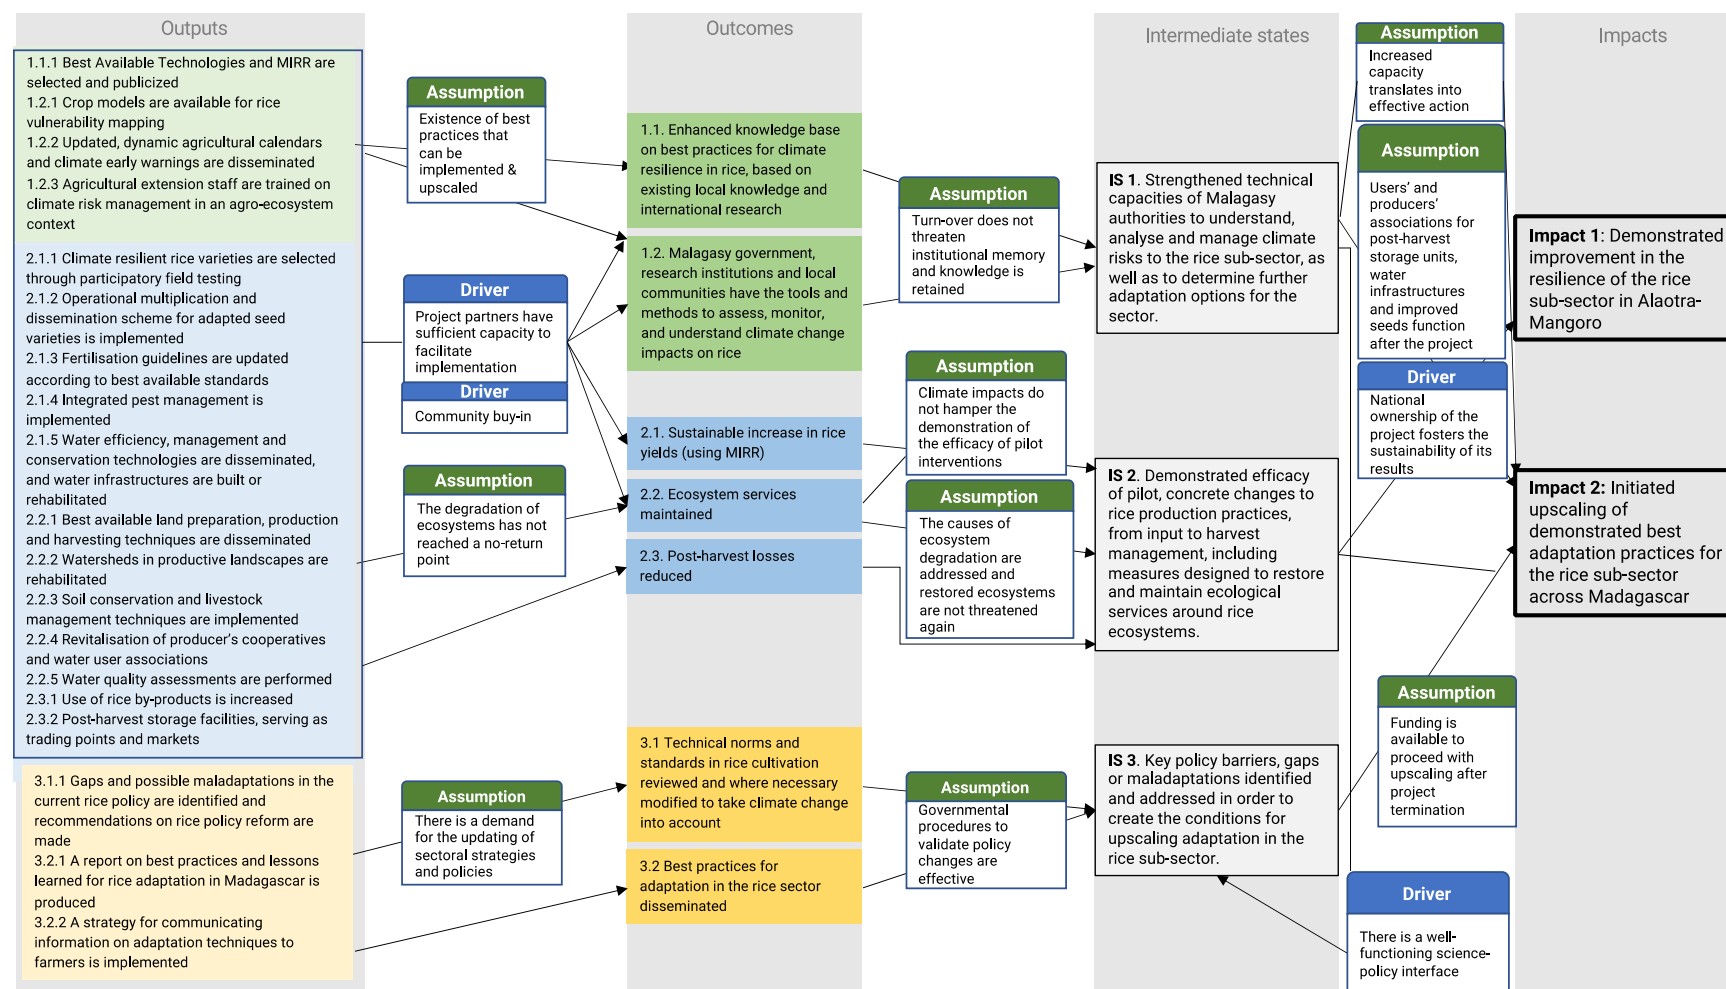 Outputs
1.1.1 Best Available Technologies and MIRR are
selected and publicized
1.2.1 Crop models are available for rice
vulnerability mapping
1.2.2 Updated, dynamic agricultural calendars
and climate early warnings are disseminated
1.2.3 Agricultural extension staff are trained on
climate risk management in an agro-ecosystem
context
2.1.1 Climate resilient rice varieties are selected
through participatory field testing
2.1.2 Operational multiplication and
dissemination scheme for adapted seed
varieties is implemented
2.1.3 Fertilisation guidelines are updated
according to best available standards
2.1.4 Integrated pest management is
implemented
2.1.5 Water efficiency, management and
conservation technologies are disseminated,
and water infrastructures are built or
rehabilitated
2.2.1 Best available land preparation, production
and harvesting techniques are disseminated
2.2.2 Watersheds in productive landscapes are
rehabilitated
2.2.3 Soil conservation and livestock
management techniques are implemented
2.2.4 Revitalisation of producer's cooperatives
and water user associations
2.2.5 Water quality assessments are performed
2.3.1 Use of rice by-products is increased
2.3.2 Post-harvest storage facilities, serving as
trading points and markets
3.1.1 Gaps and possible maladaptations in the
current rice policy are identified and
recommendations on rice policy reform are
made
3.2.1 A report on best practices and lessons
learned for rice adaptation in Madagascar is
produced
3.2.2 A strategy for communicating
information on adaptation techniques to
farmers is implemented
Assumption
Existence of best
practices that
can be
implemented &
upscaled
Driver
Project partners have
sufficient capacity to
facilitate
implementation
Driver
Community buy-in
Assumption
The degradation of
ecosystems has not
reached a no-return
point
Assumption
There is a demand
for the updating of
sectoral strategies
and policies
Outcomes
1.1. Enhanced knowledge base
on best practices for climate
resilience in rice, based on
existing local knowledge and
international research
1.2. Malagasy government,
research institutions and local
communities have the tools and
methods to assess, monitor,
and understand climate change
impacts on rice
2.1. Sustainable increase in rice
yields (using MIRR)
2.2. Ecosystem services
maintained
2.3. Post-harvest losses
reduced
3.1 Technical norms and
standards in rice cultivation
reviewed and where necessary
modified to take climate change
into account
3.2 Best practices for
adaptation in the rice sector
disseminated
Assumption
Turn-over does not
threaten
institutional memory
and knowledge is
retained
Assumption
Climate impacts do
not hamper the
demonstration of
the efficacy of pilot
interventions
Assumption
The causes of
ecosystem
degradation are
addressed and
restored ecosystems
are not threatened
again
Assumption
Governmental
procedures to
validate policy
changes are
effective
Intermediate states
IS 1. Strengthened technical
capacities of Malagasy
authorities to understand,
analyse and manage climate
risks to the rice sub-sector, as
well as to determine further
adaptation options for the
sector.
IS 2. Demonstrated efficacy
of pilot, concrete changes to
rice production practices,
from input to harvest
management, including
measures designed to restore
and maintain ecological
services around rice
ecosystems.
IS 3. Key policy barriers, gaps
or maladaptations identified
and addressed in order to
create the conditions for
upscaling adaptation in the
rice sub-sector.
Assumption
Increased
capacity
translates into
effective action
Assumption
Users' and
producers'
associations for
post-harvest
storage units,
water
infrastructures
and improved
seeds function
after the project
Driver
National
ownership of the
project fosters the
sustainability of its
results
Assumption
Funding is
available to
proceed with
upscaling after
project
termination
Driver
There is a well-
functioning science-
policy interface
Impacts
Impact 1: Demonstrated
improvement in the
resilience of the rice
sub-sector in Alaotra-
Mangoro
Impact 2: Initiated
upscaling of
demonstrated best
adaptation practices for
the rice sub-sector
across Madagascar